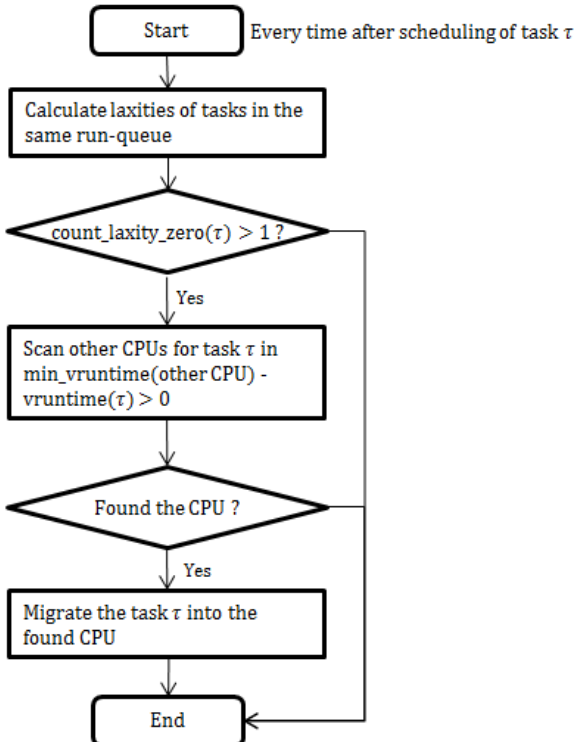 Start
Every time after scheduling of task τ
Calculate laxities of tasks in the
same run-queue
count_laxity_zero(τ) > 1 ?
Yes
Scan other CPUs for task τ in
min_vruntime(other CPU) -
vruntime(τ) > 0
Found the CPU ?
Yes
Migrate the task τ into the
found CPU
End